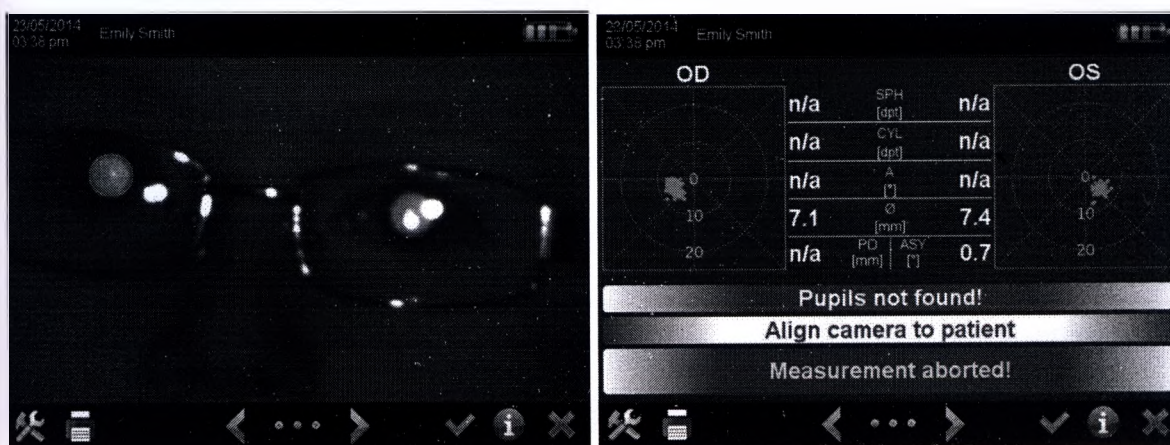 23/05/2014
03:38 pm
Emily Smith
23/05/2014
03:38 pm
Emily Smith
OD
OS
n/a SPH [dpt] n/a
n/a CYL [dpt] n/a
n/a A [°] n/a
7.1 Ø [mm] 7.4
n/a PD [mm] ASY [°] 0.7
0
10
20
0
10
20
Pupils not found!
Align camera to patient
Measurement aborted!